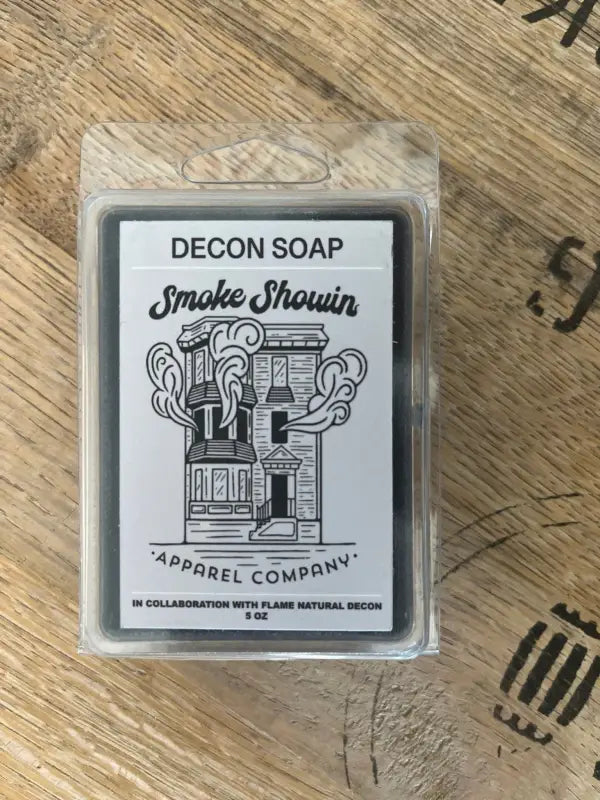 DECON SOAP
Smoke Showin
·APPAREL COMPANY·
IN COLLABORATION WITH FLAME NATURAL DECON
5 OZ